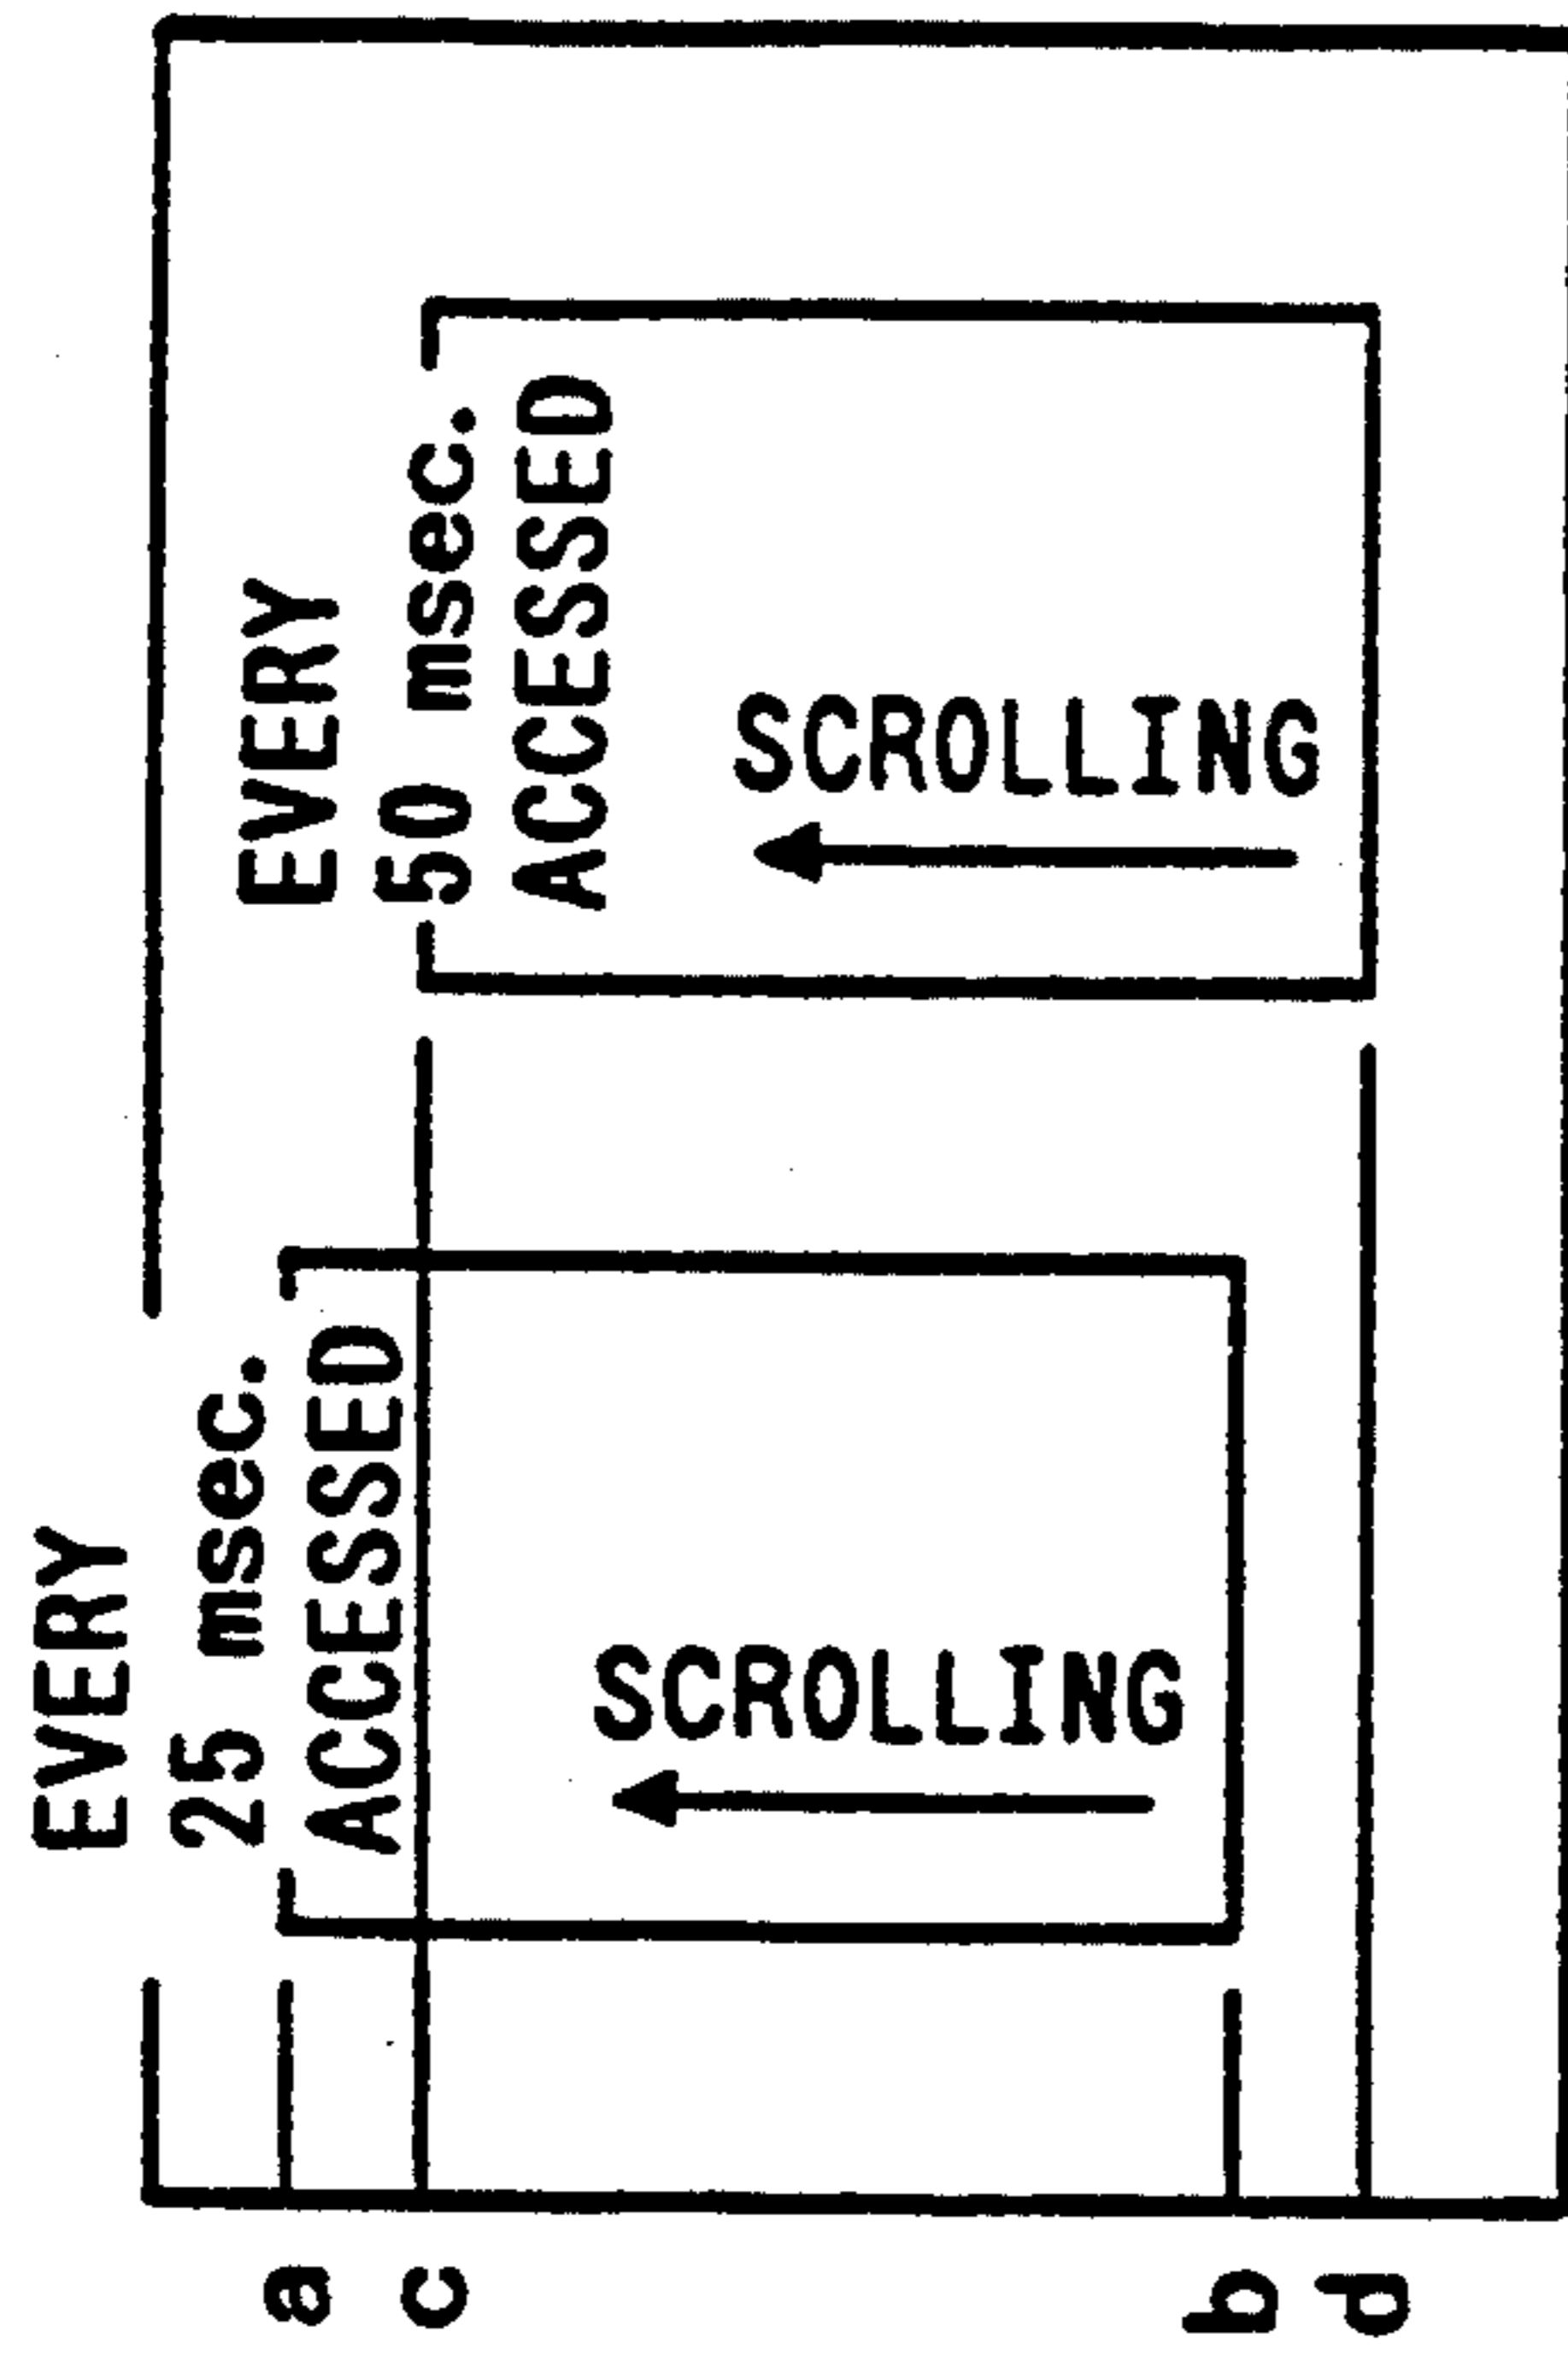 EVERY
25 msec.
ACCESSED
EVERY
50 msec.
ACCESSED
SCROLLING
SCROLLING
a
c
b
d